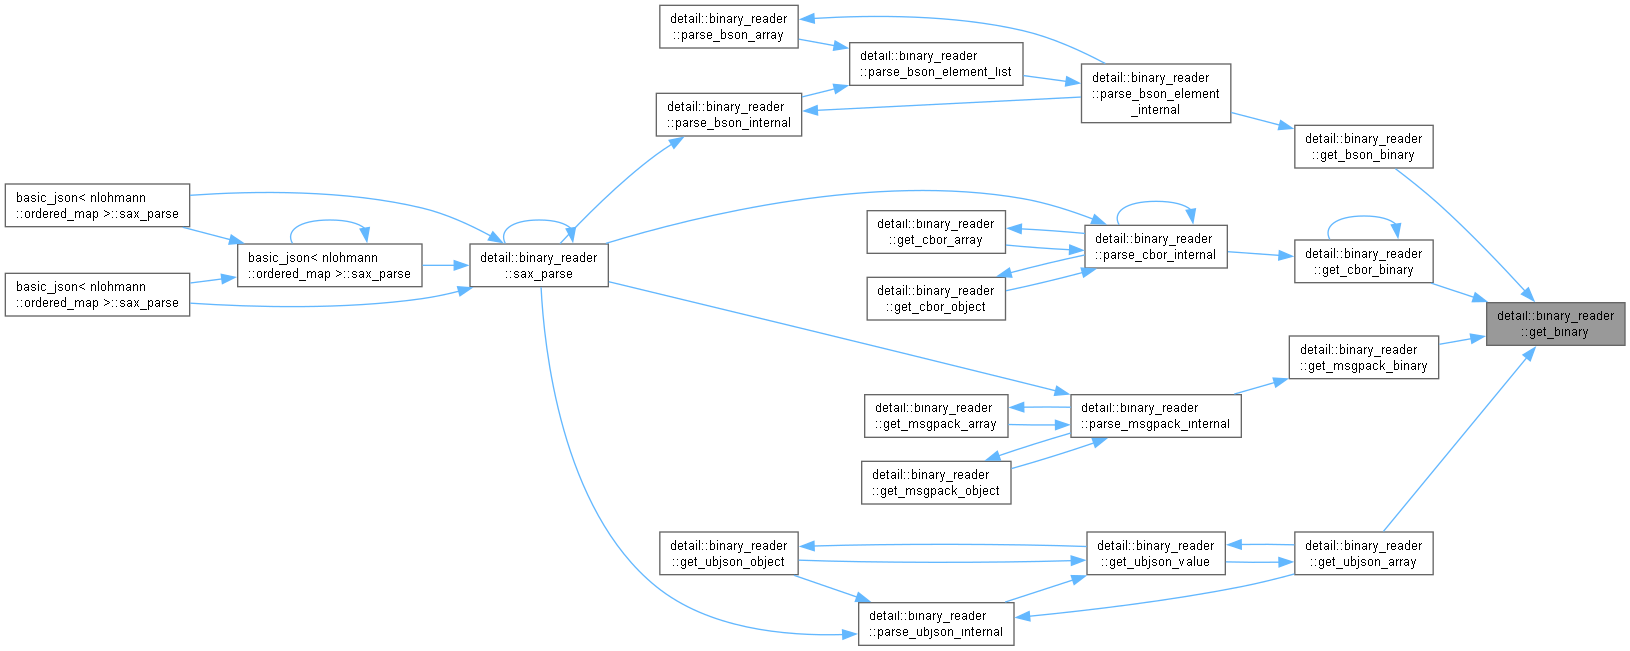 detail::binary_reader
::parse_bson_array
detail::binary_reader
::parse_bson_element_list
detail::binary_reader
::parse_bson_element
_internal
detail::binary_reader
::parse_bson_internal
detail::binary_reader
::get_bson_binary
basic_json< nlohmann
::ordered_map >::sax_parse
basic_json< nlohmann
::ordered_map >::sax_parse
basic_json< nlohmann
::ordered_map >::sax_parse
detail::binary_reader
::sax_parse
detail::binary_reader
::get_cbor_array
detail::binary_reader
::get_cbor_object
detail::binary_reader
::parse_cbor_internal
detail::binary_reader
::get_cbor_binary
detail::binary_reader
::get_binary
detail::binary_reader
::get_msgpack_binary
detail::binary_reader
::get_msgpack_array
detail::binary_reader
::parse_msgpack_internal
detail::binary_reader
::get_msgpack_object
detail::binary_reader
::get_ubjson_object
detail::binary_reader
::get_ubjson_value
detail::binary_reader
::get_ubjson_array
detail::binary_reader
::parse_ubjson_internal